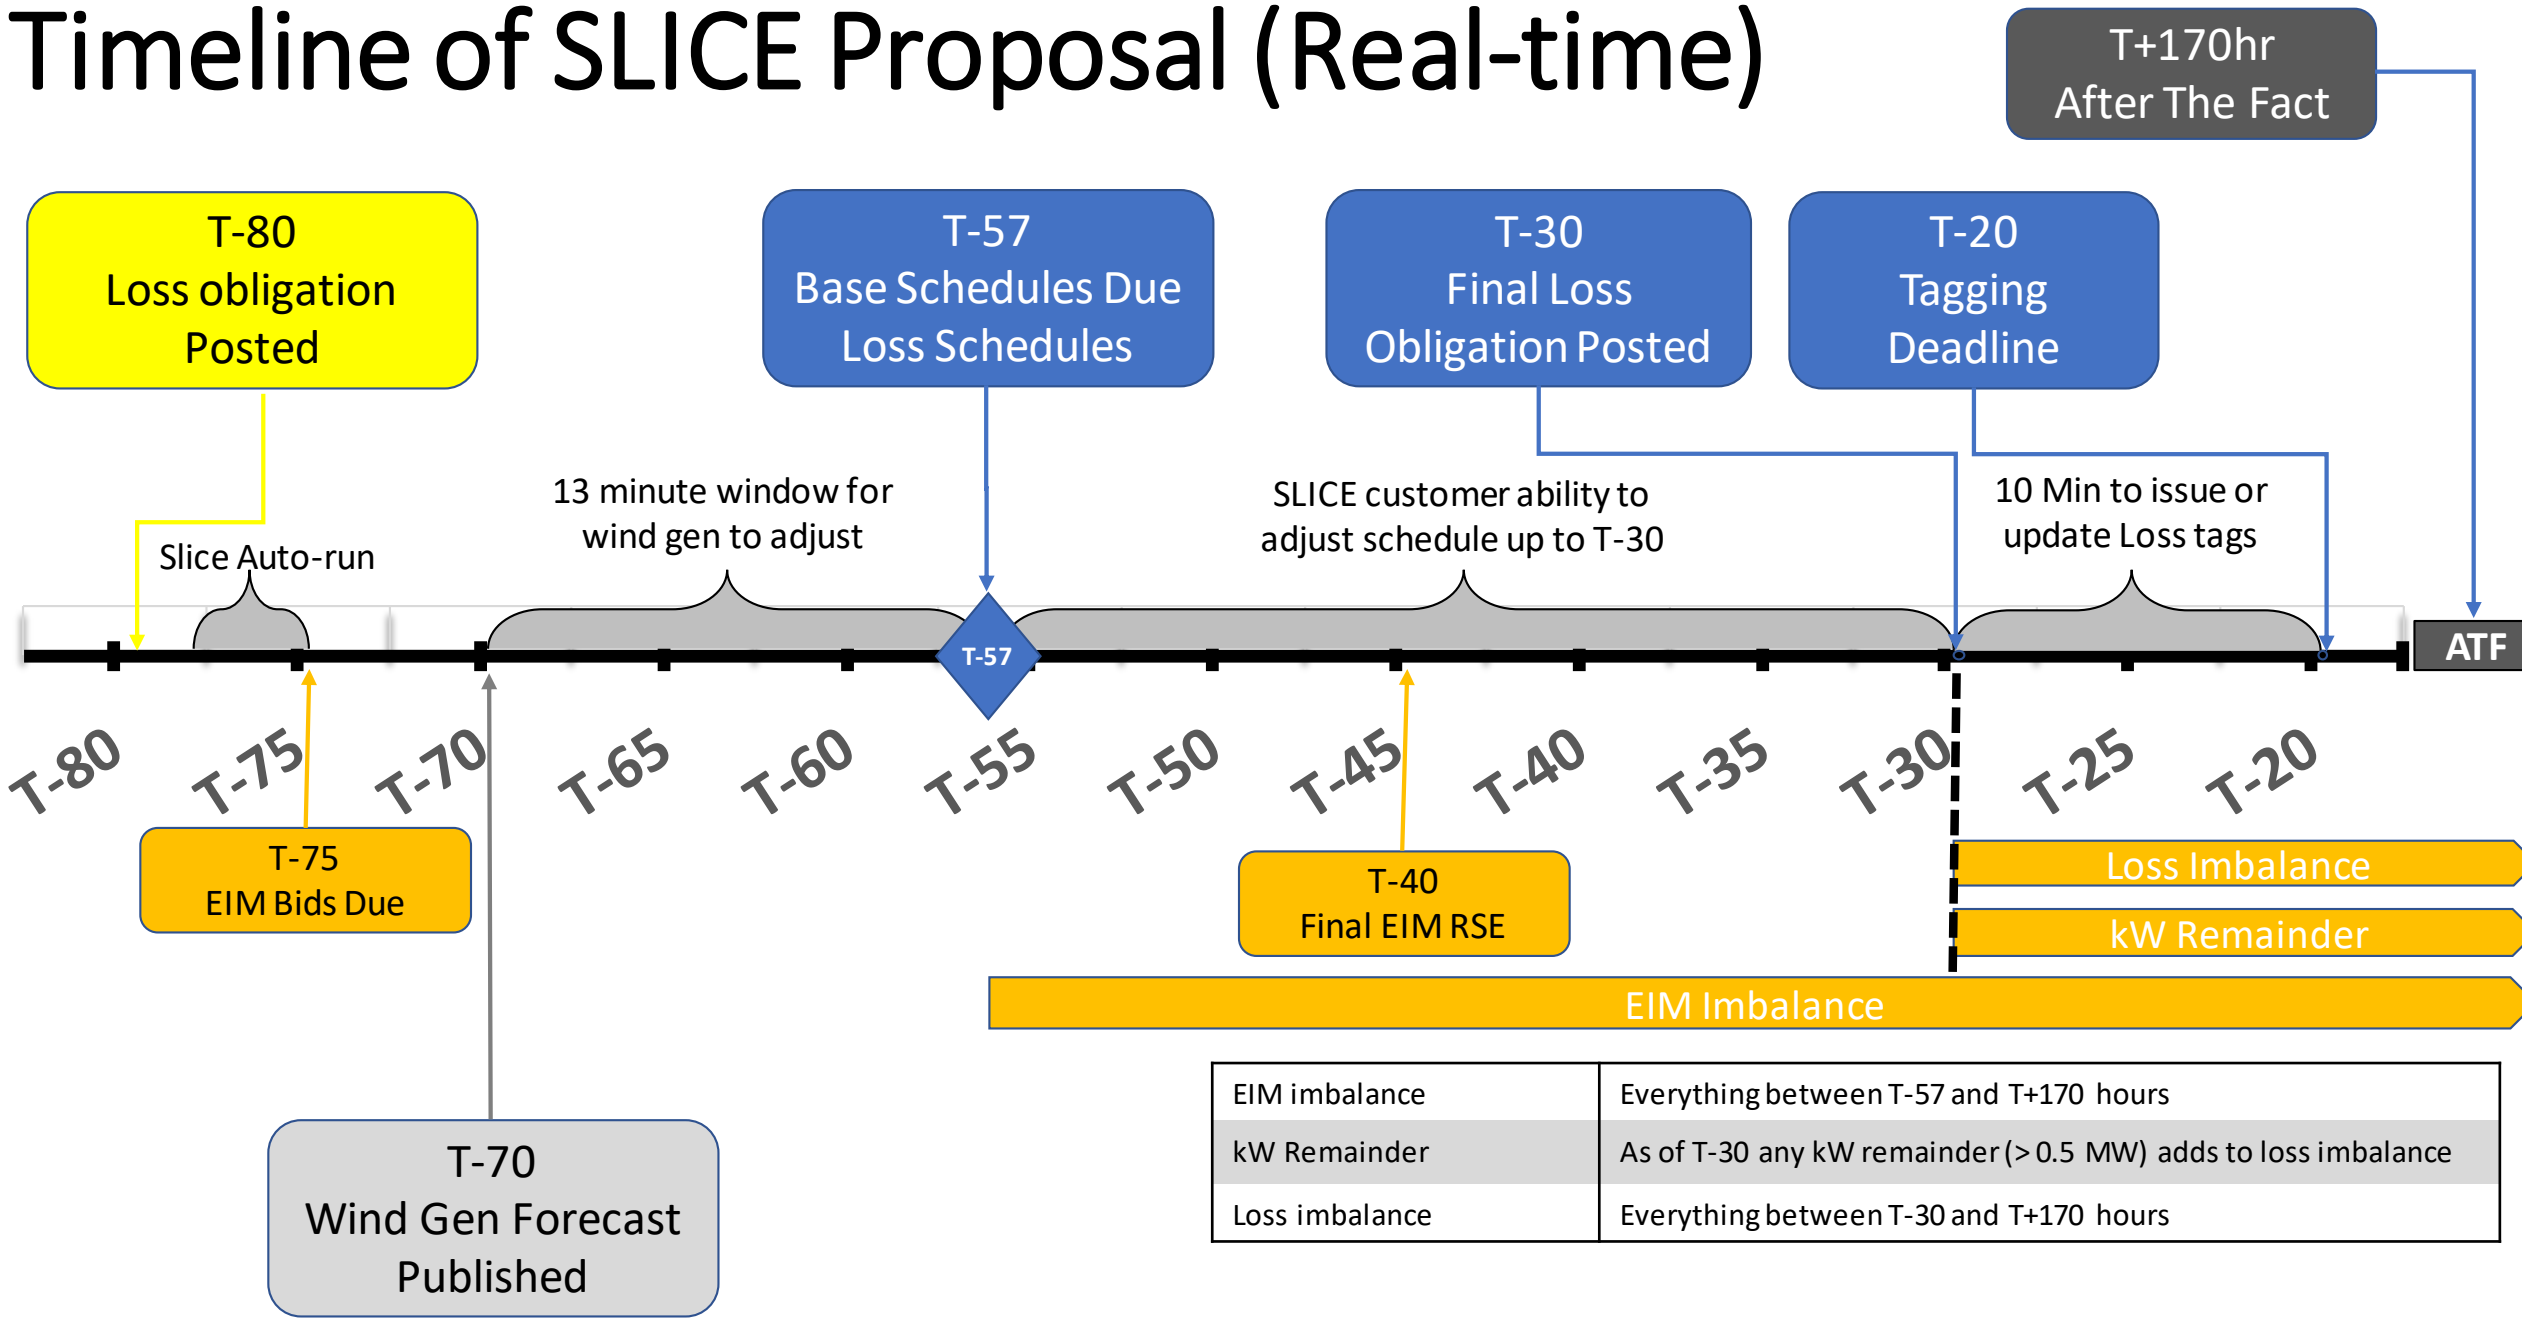 Timeline of SLICE Proposal (Real-time)
T+170hr
After The Fact
T-80
Loss obligation
Posted
T-57
Base Schedules Due
Loss Schedules
T-30
Final Loss
Obligation Posted
T-20
Tagging
Deadline
Slice Auto-run
13 minute window for
wind gen to adjust
SLICE customer ability to
adjust schedule up to T-30
10 Min to issue or
update Loss tags
T-57
ATF
T-80
T-75
T-70
T-65
T-60
T-55
T-50
T-45
T-40
T-35
T-30
T-25
T-20
T-75
EIM Bids Due
T-40
Final EIM RSE
Loss Imbalance
kW Remainder
EIM Imbalance
T-70
Wind Gen Forecast
Published
EIM imbalance Everything between T-57 and T+170 hours
kW Remainder As of T-30 any kW remainder (> 0.5 MW) adds to loss imbalance
Loss imbalance Everything between T-30 and T+170 hours